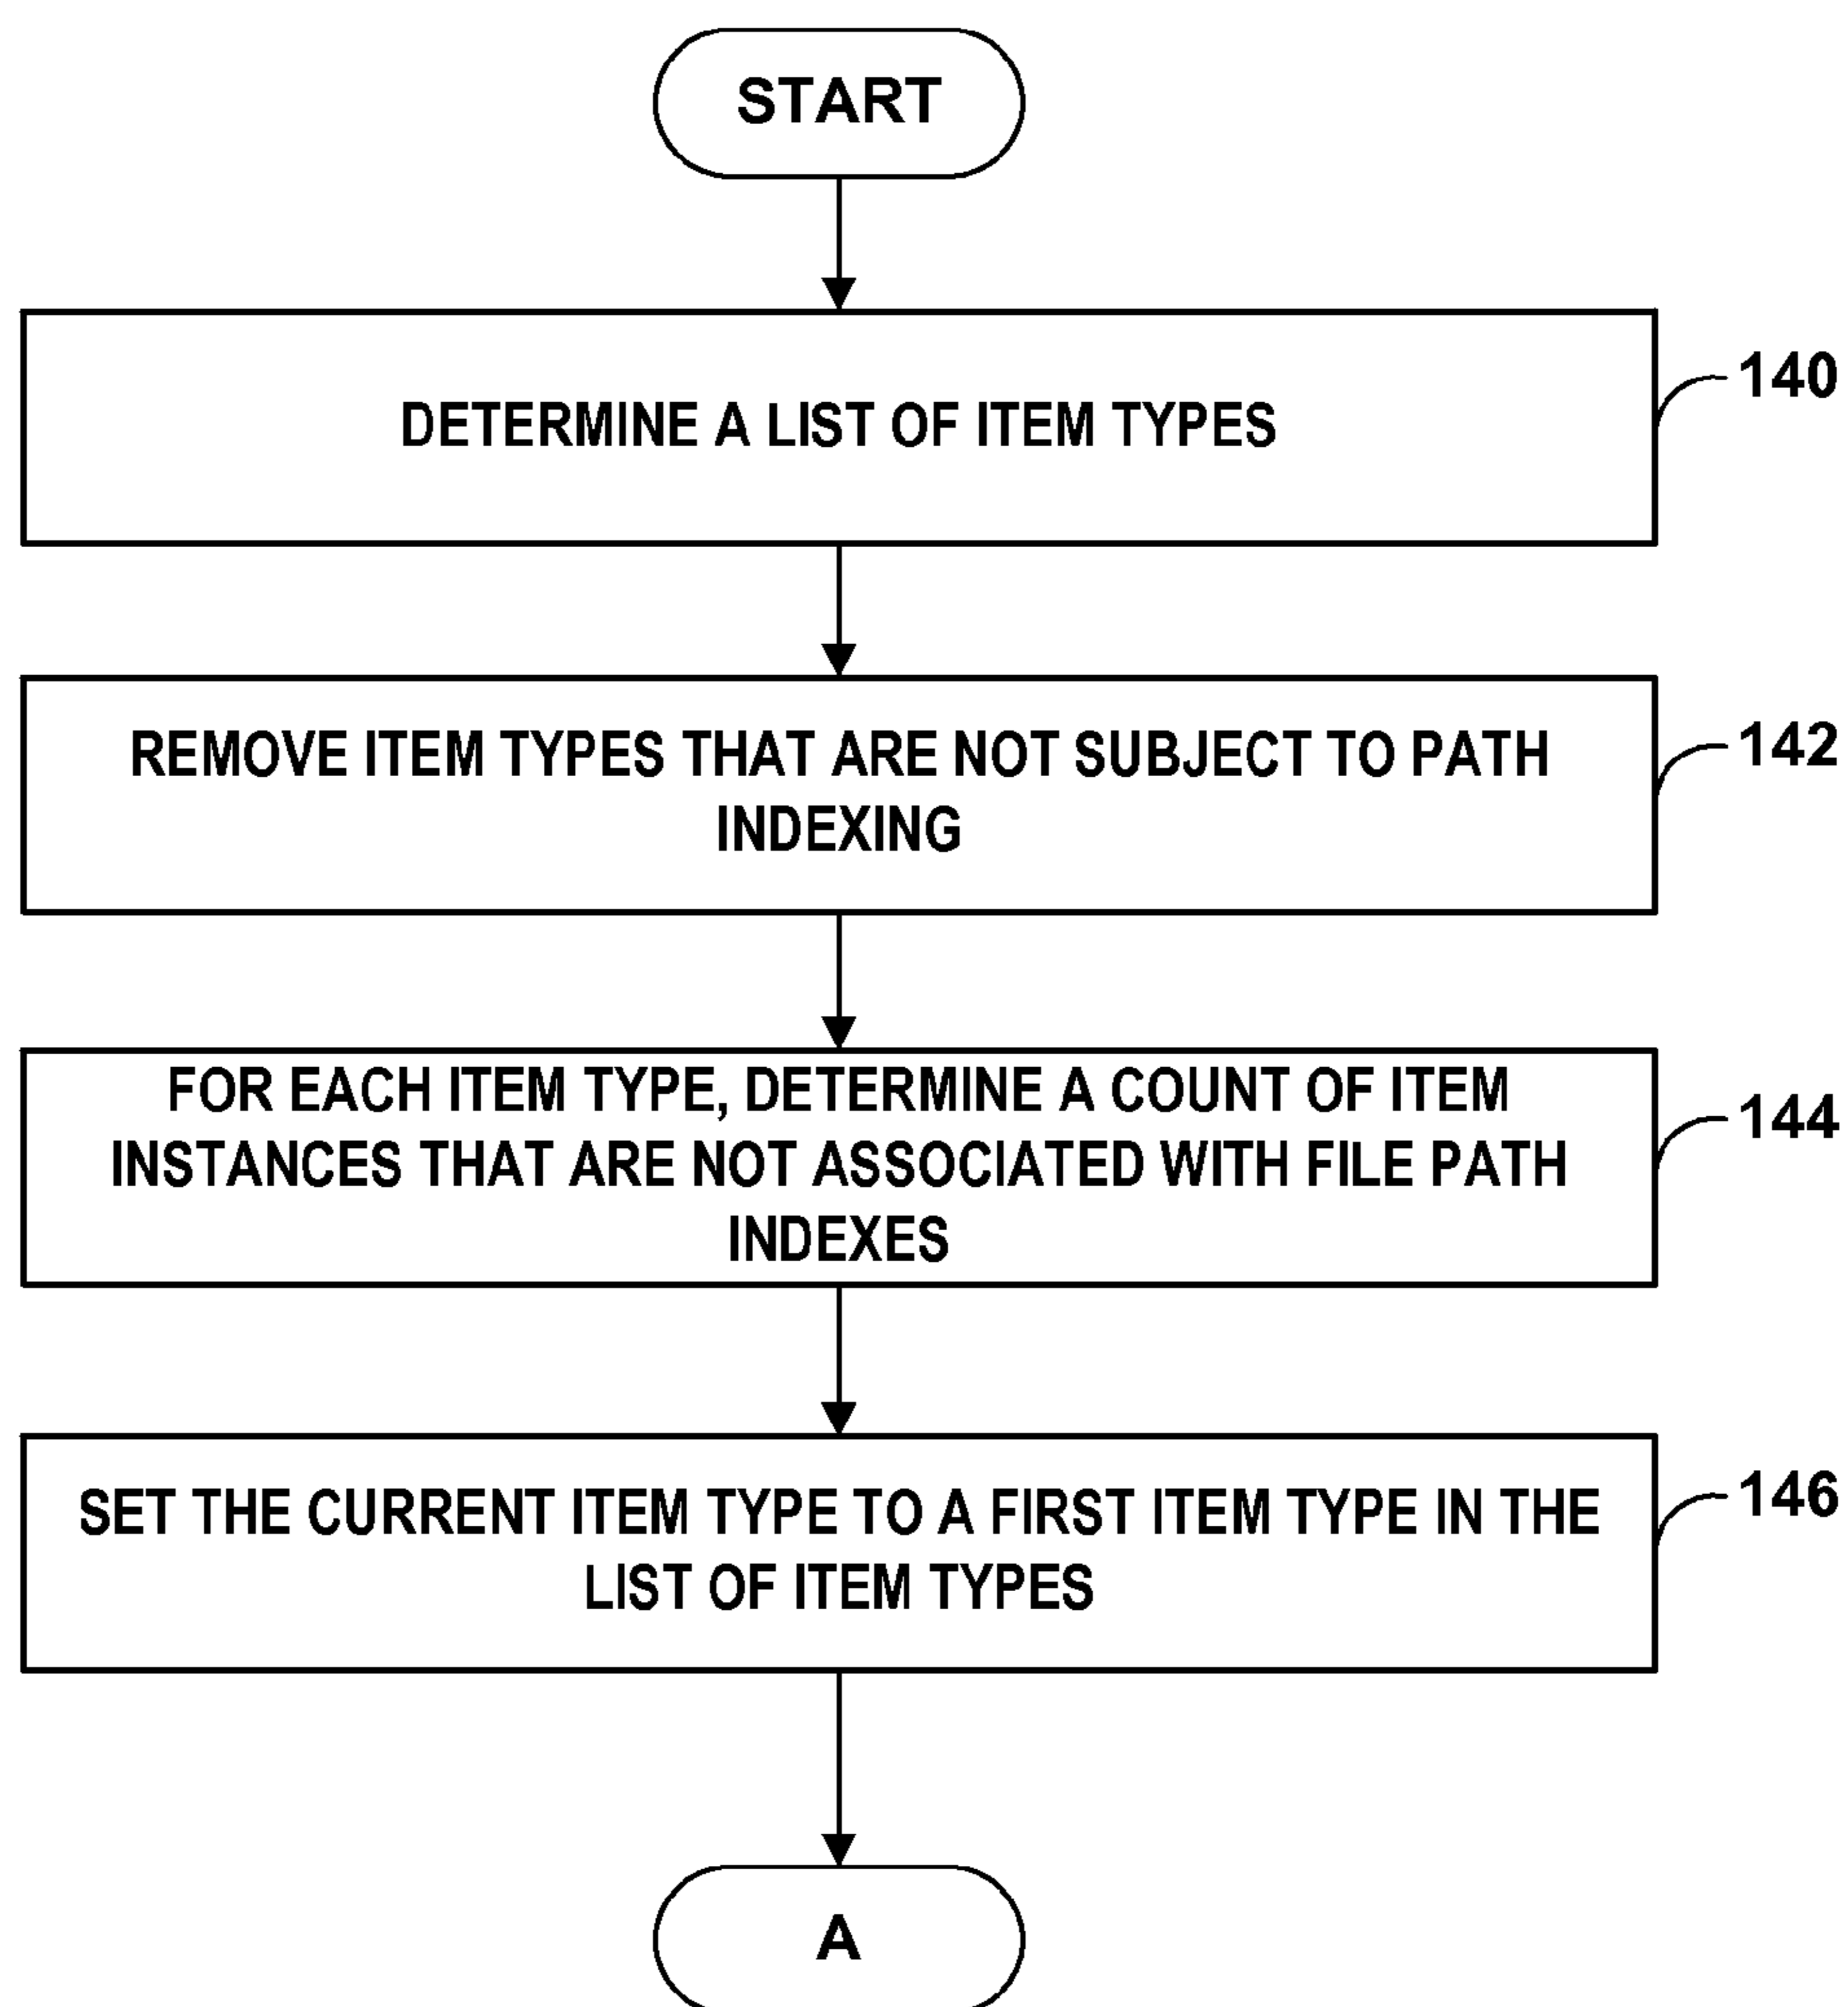 START
DETERMINE A LIST OF ITEM TYPES
140
REMOVE ITEM TYPES THAT ARE NOT SUBJECT TO PATH
INDEXING
142
FOR EACH ITEM TYPE, DETERMINE A COUNT OF ITEM
INSTANCES THAT ARE NOT ASSOCIATED WITH FILE PATH
INDEXES
144
SET THE CURRENT ITEM TYPE TO A FIRST ITEM TYPE IN THE
LIST OF ITEM TYPES
146
A